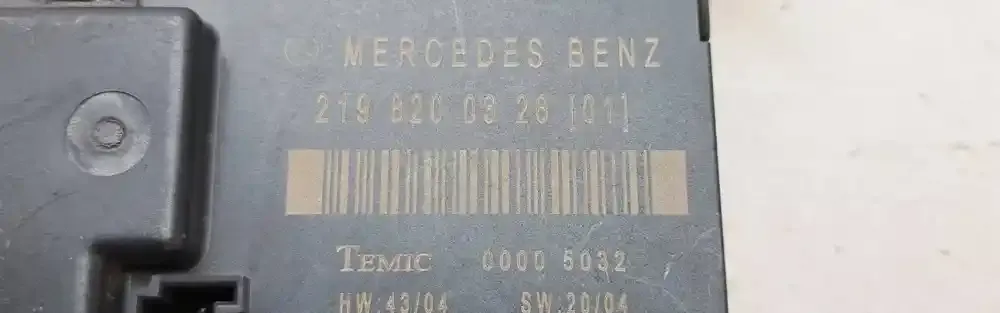 MERCEDES BENZ
219 820 03 26 [01]
TEMIC 0000 5032
HW:43/04 SW:20/04